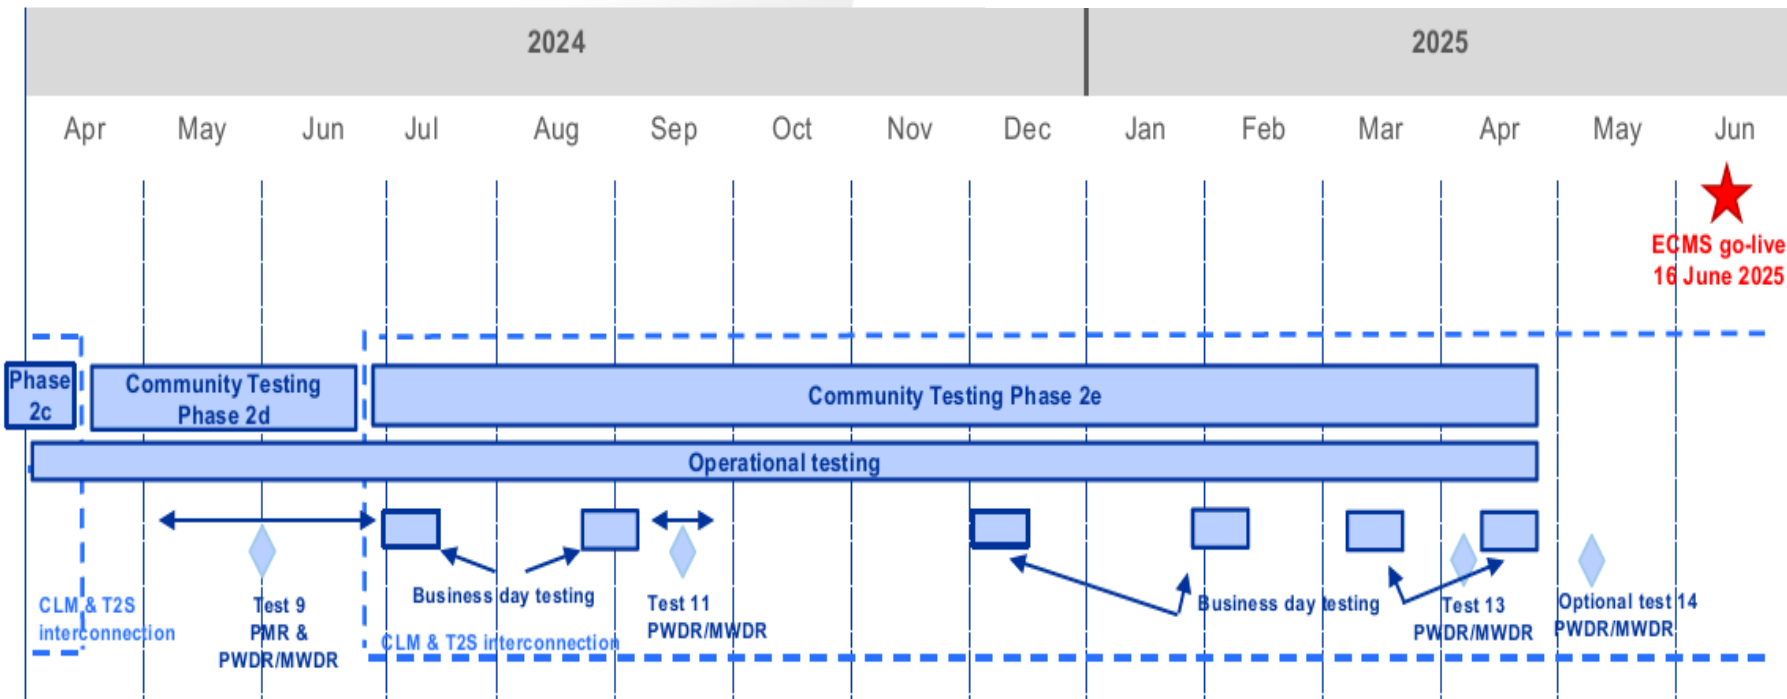 2024
2025
Apr
May
Jun
Jul
Aug
Sep
Oct
Nov
Dec
Jan
Feb
Mar
Apr
May
Jun
ECMS go-live
16 June 2025
Phase
2c
Community Testing
Phase 2d
Community Testing Phase 2e
Operational testing
CLM & T2S
interconnection
Test 9
PMR &
PWDR/MWDR
Business day testing
CLM & T2S interconnection
Test 11
PWDR/MWDR
Business day testing
Test 13
PWDR/MWDR
Optional test 14
PWDR/MWDR